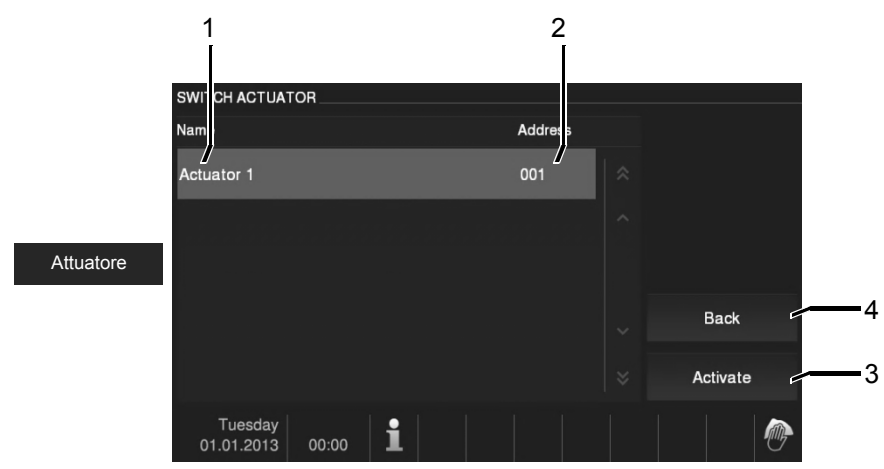 1 2
SWITCH ACTUATOR
Name Address
Actuator 1 001
Attuatore
Back 4
Activate 3
Tuesday
01.01.2013 00:00